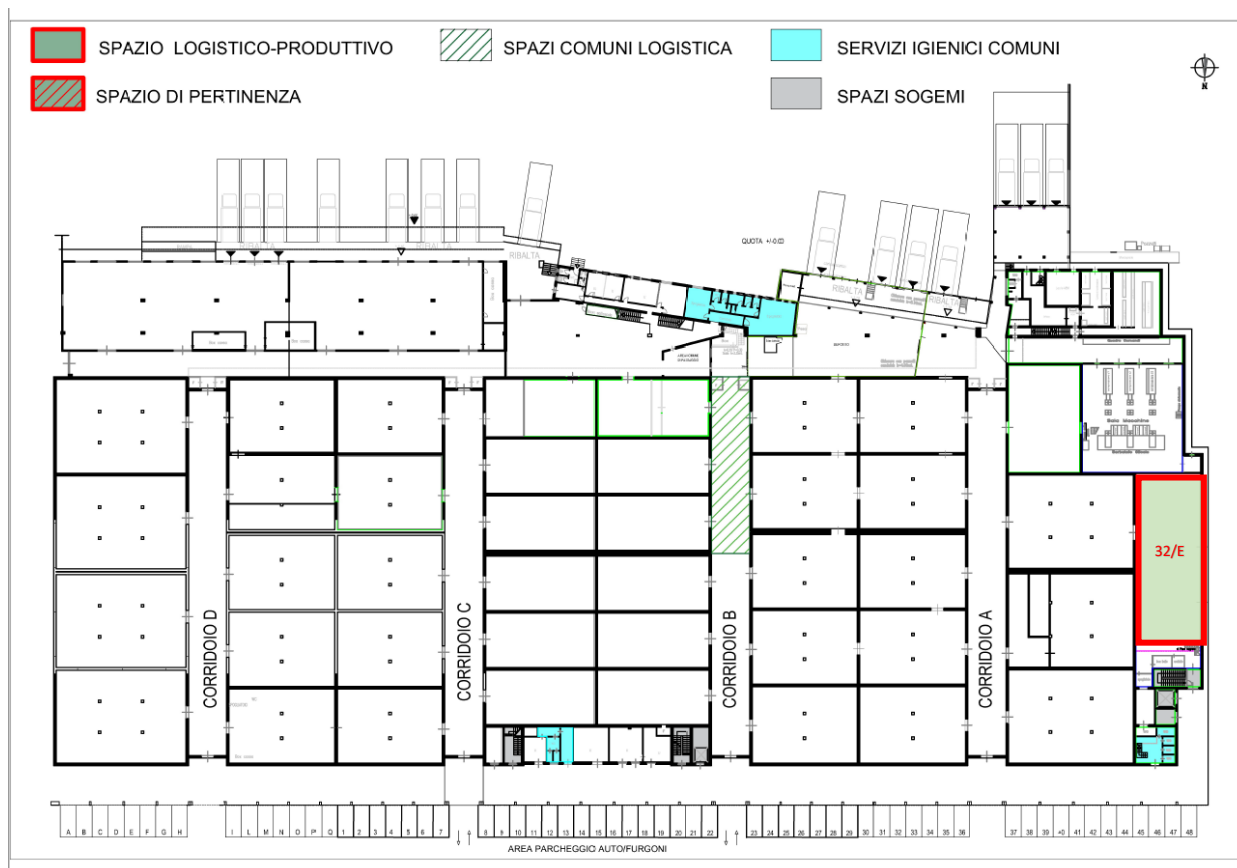 SPAZIO LOGISTICO-PRODUTTIVO
SPAZI COMUNI LOGISTICA
SERVIZI IGIENICI COMUNI
SPAZIO DI PERTINENZA
SPAZI SOGEMI
N
QUOTA +/-0.00
RIBALTA
RIBALTA
RIBALTA
RIBALTA
RIBALTA
32/E
CORRIDOIO D
CORRIDOIO C
CORRIDOIO B
CORRIDOIO A
A B C D E F G H
I L M N O P Q 1 2 3 4 5 6 7
8 9 10 11 12 13 14 15 16 17 18 19 20 21 22
23 24 25 26 27 28 29 30 31 32 33 34 35 36
37 38 39 40 41 42 43 44 45 46 47 48
AREA PARCHEGGIO AUTO/FURGONI